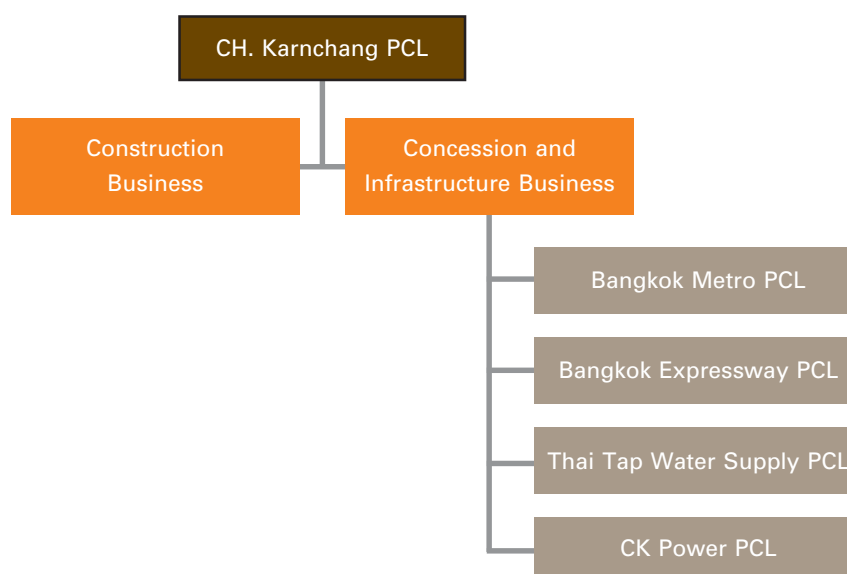 CH. Karnchang PCL
Construction
Business
Concession and
Infrastructure Business
Bangkok Metro PCL
Bangkok Expressway PCL
Thai Tap Water Supply PCL
CK Power PCL